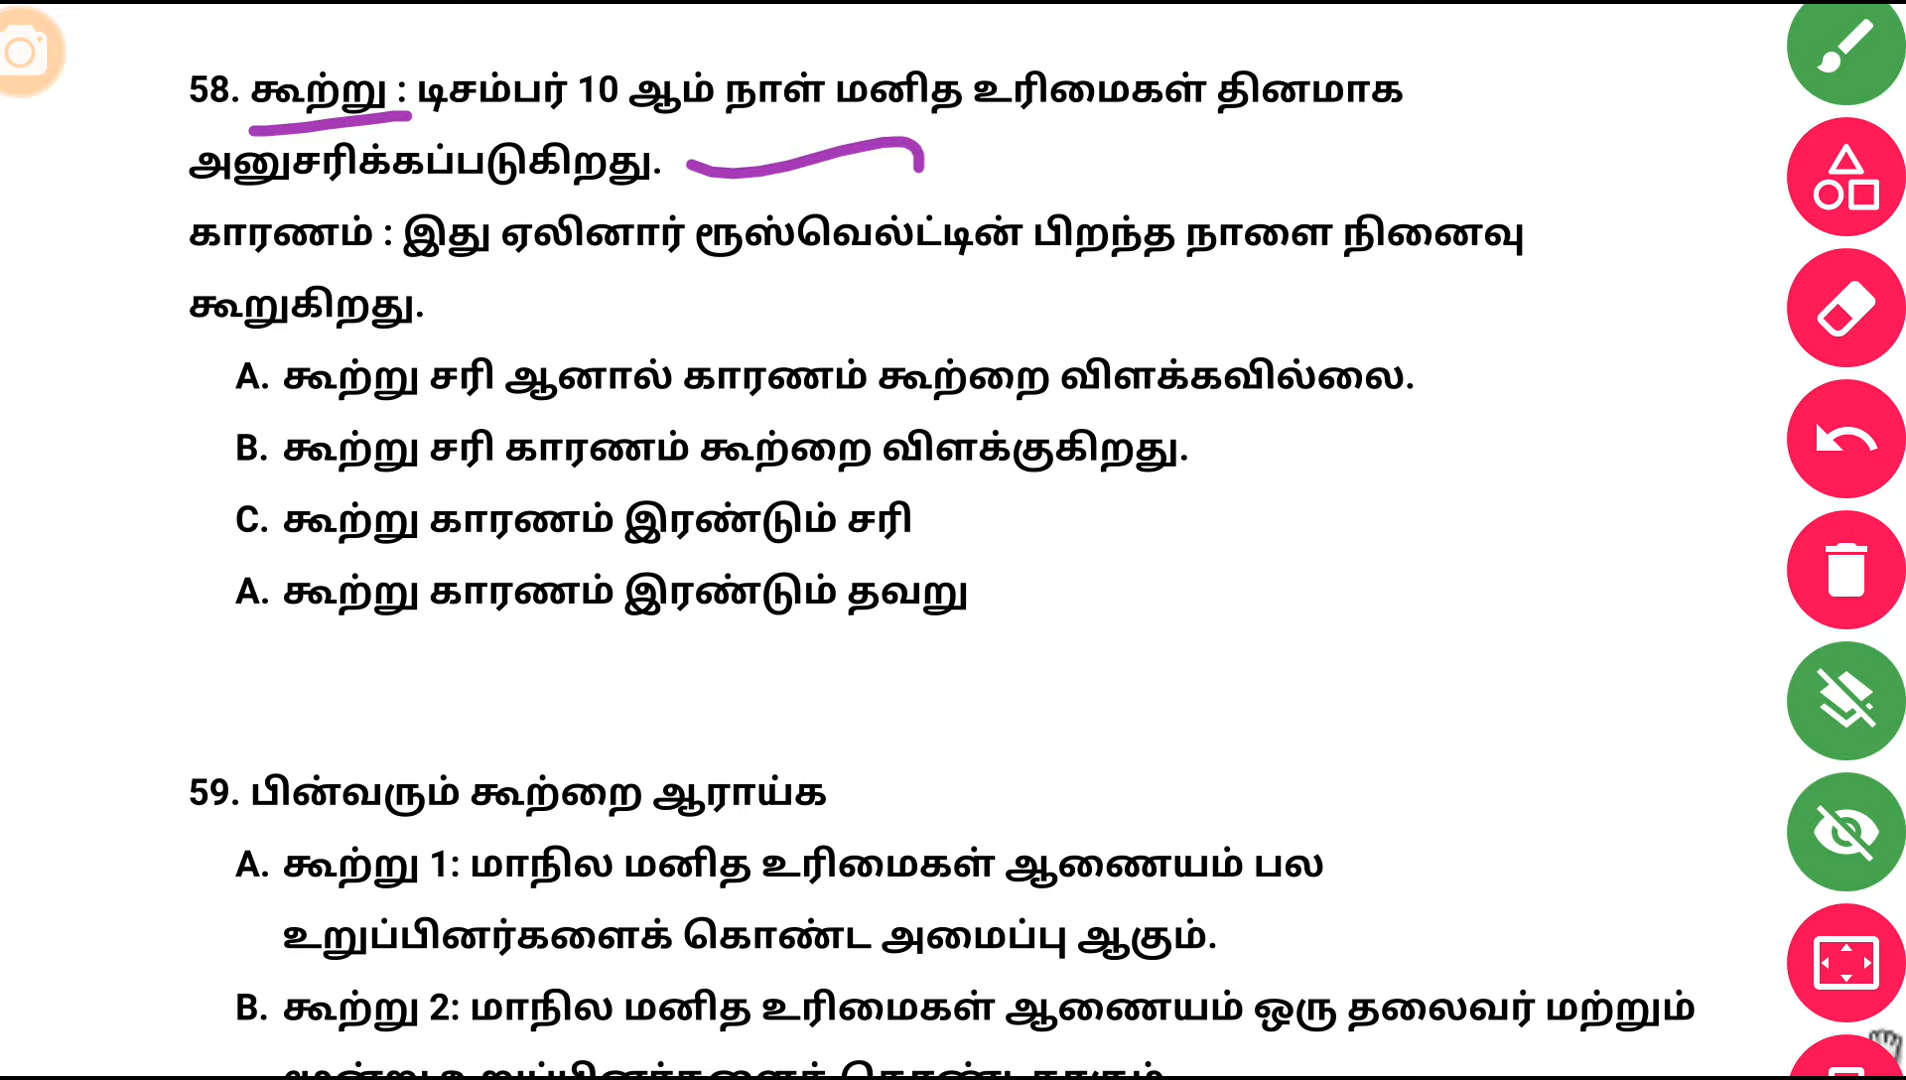 58. கூற்று : டிசம்பர் 10 ஆம் நாள் மனித உரிமைகள் தினமாக
அனுசரிக்கப்படுகிறது.
காரணம் : இது ஏலினார் ரூஸ்வெல்ட்டின் பிறந்த நாளை நினைவு
கூறுகிறது.
A. கூற்று சரி ஆனால் காரணம் கூற்றை விளக்கவில்லை.
B. கூற்று சரி காரணம் கூற்றை விளக்குகிறது.
C. கூற்று காரணம் இரண்டும் சரி
A. கூற்று காரணம் இரண்டும் தவறு
59. பின்வரும் கூற்றை ஆராய்க
A. கூற்று 1: மாநில மனித உரிமைகள் ஆணையம் பல
உறுப்பினர்களைக் கொண்ட அமைப்பு ஆகும்.
B. கூற்று 2: மாநில மனித உரிமைகள் ஆணையம் ஒரு தலைவர் மற்றும்